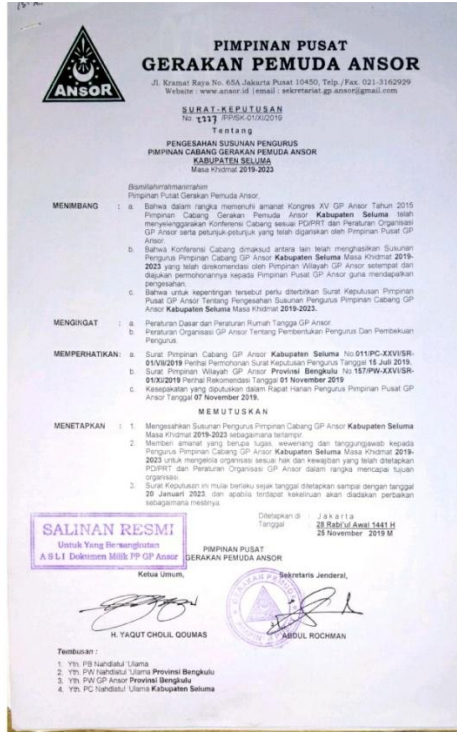 PIMPINAN PUSAT
GERAKAN PEMUDA ANSOR
ANSOR
Jl. Kramat Raya No. 65A Jakarta Pusat 10450, Telp./Fax. 021-3162929
Website : www.ansor.id | email : sekretariat.gp.ansor@gmail.com
SURAT-KEPUTUSAN
No. /PP/SK-01/XI/2019
Tentang
PENGESAHAN SUSUNAN PENGURUS
PIMPINAN CABANG GERAKAN PEMUDA ANSOR
KABUPATEN SELUMA
Masa Khidmat 2019-2023
Bismillahirrahmanirrahim
Pimpinan Pusat Gerakan Pemuda Ansor,
MENIMBANG : a. Bahwa dalam rangka memenuhi amanat Kongres XV GP Ansor Tahun 2015
Pimpinan Cabang Gerakan Pemuda Ansor Kabupaten Seluma telah
menyelenggarakan Konferensi Cabang sesuai PD/PRT dan Peraturan Organisasi
GP Ansor serta petunjuk-petunjuk yang telah digariskan oleh Pimpinan Pusat GP
Ansor.
b. Bahwa Konferensi Cabang dimaksud antara lain telah menghasilkan Susunan
Pengurus Pimpinan Cabang GP Ansor Kabupaten Seluma Masa Khidmat 2019-
2023 yang telah direkomendasi oleh Pimpinan Wilayah GP Ansor setempat dan
diajukan permohonannya kepada Pimpinan Pusat GP Ansor guna mendapatkan
pengesahan.
c. Bahwa untuk kepentingan tersebut perlu diterbitkan Surat Keputusan Pimpinan
Pusat GP Ansor Tentang Pengesahan Susunan Pengurus Pimpinan Cabang GP
Ansor Kabupaten Seluma Masa Khidmat 2019-2023.
MENGINGAT : a. Peraturan Dasar dan Peraturan Rumah Tangga GP Ansor.
b. Peraturan Organisasi GP Ansor Tentang Pembentukan Pengurus Dan Pembekuan
Pengurus.
MEMPERHATIKAN: a. Surat Pimpinan Cabang GP Ansor Kabupaten Seluma No.011/PC-XXVI/SR-
01/VII/2019 Perihal Permohonan Surat Keputusan Pengurus Tanggal 15 Juli 2019.
b. Surat Pimpinan Wilayah GP Ansor Provinsi Bengkulu No.157/PW-XXVI/SR-
01/XI/2019 Perihal Rekomendasi Tanggal 01 November 2019
c. Kesepakatan yang diputuskan dalam Rapat Harian Pengurus Pimpinan Pusat GP
Ansor Tanggal 07 November 2019.
MEMUTUSKAN
MENETAPKAN : 1. Mengesahkan Susunan Pengurus Pimpinan Cabang GP Ansor Kabupaten Seluma
Masa Khidmat 2019-2023 sebagaimana terlampir.
2. Memberi amanat yang berupa tugas, wewenang dan tanggungjawab kepada
Pengurus Pimpinan Cabang GP Ansor Kabupaten Seluma Masa Khidmat 2019-
2023 untuk mengelola organisasi sesuai hak dan kewajiban yang telah ditetapkan
PD/PRT dan Peraturan Organisasi GP Ansor dalam rangka mencapai tujuan
organisasi.
3. Surat Keputusan ini mulai berlaku sejak tanggal ditetapkan sampai dengan tanggal
20 Januari 2023, dan apabila terdapat kekeliruan akan diadakan perbaikan
sebagaimana mestinya.
Ditetapkan di : Jakarta
Tanggal 28 Rabi'ul Awal 1441 H
25 November 2019 M
SALINAN RESMI
Untuk Yang Bersangkutan
ASLI Dokumen Milik PP GP Ansor
PIMPINAN PUSAT
GERAKAN PEMUDA ANSOR
Ketua Umum, Sekretaris Jenderal,
H. YAQUT CHOLIL QOUMAS ABDUL ROCHMAN
Tembusan :
1. Yth. PB Nahdlatul 'Ulama
2. Yth. PW Nahdlatul 'Ulama Provinsi Bengkulu
3. Yth. PW GP Ansor Provinsi Bengkulu
4. Yth. PC Nahdlatul 'Ulama Kabupaten Seluma